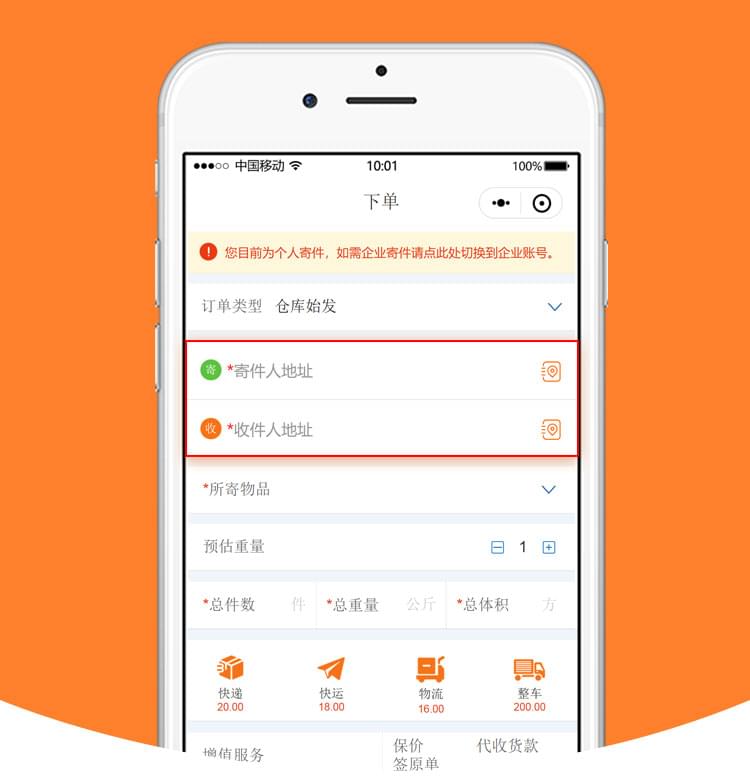 中国移动 10:01 100%
下单
! 您目前为个人寄件，如需企业寄件请点此处切换到企业账号。
订单类型 仓库始发
寄 *寄件人地址
收 *收件人地址
*所寄物品
预估重量 1
*总件数 件 *总重量 公斤 *总体积 方
快递 快运 物流 整车
20.00 18.00 16.00 200.00
增值服务 保价 代收货款
签原单